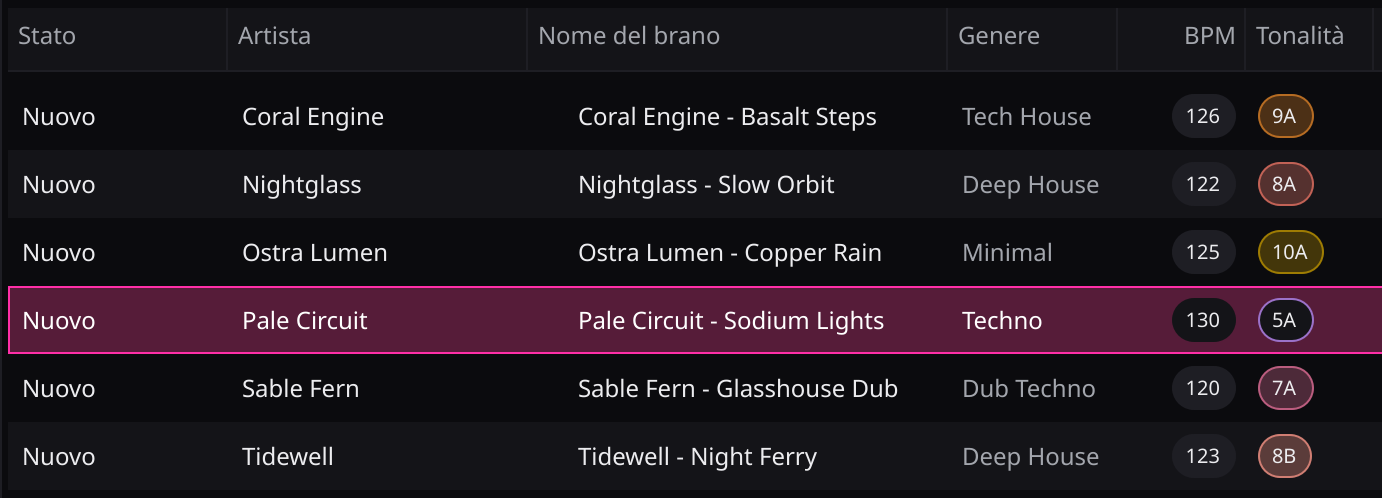 Stato Artista Nome del brano Genere BPM Tonalità
Nuovo Coral Engine Coral Engine - Basalt Steps Tech House 126 9A
Nuovo Nightglass Nightglass - Slow Orbit Deep House 122 8A
Nuovo Ostra Lumen Ostra Lumen - Copper Rain Minimal 125 10A
Nuovo Pale Circuit Pale Circuit - Sodium Lights Techno 130 5A
Nuovo Sable Fern Sable Fern - Glasshouse Dub Dub Techno 120 7A
Nuovo Tidewell Tidewell - Night Ferry Deep House 123 8B